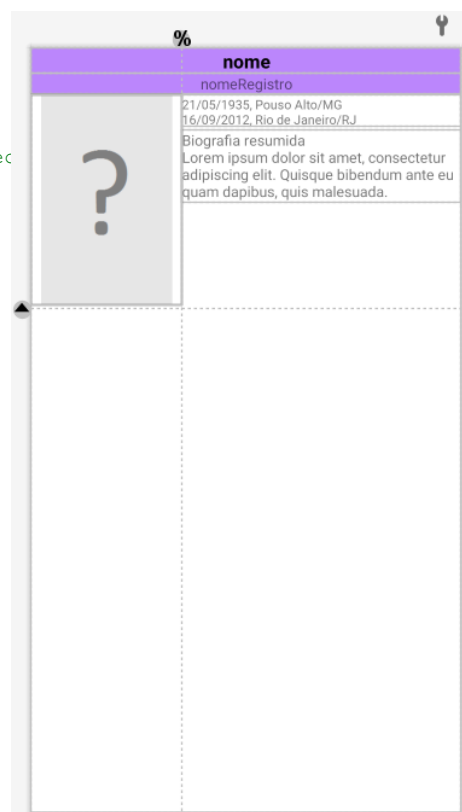 %
nome
nomeRegistro
21/05/1935, Pouso Alto/MG
16/09/2012, Rio de Janeiro/RJ
ec
?
Biografia resumida
Lorem ipsum dolor sit amet, consectetur
adipiscing elit. Quisque bibendum ante eu
quam dapibus, quis malesuada.